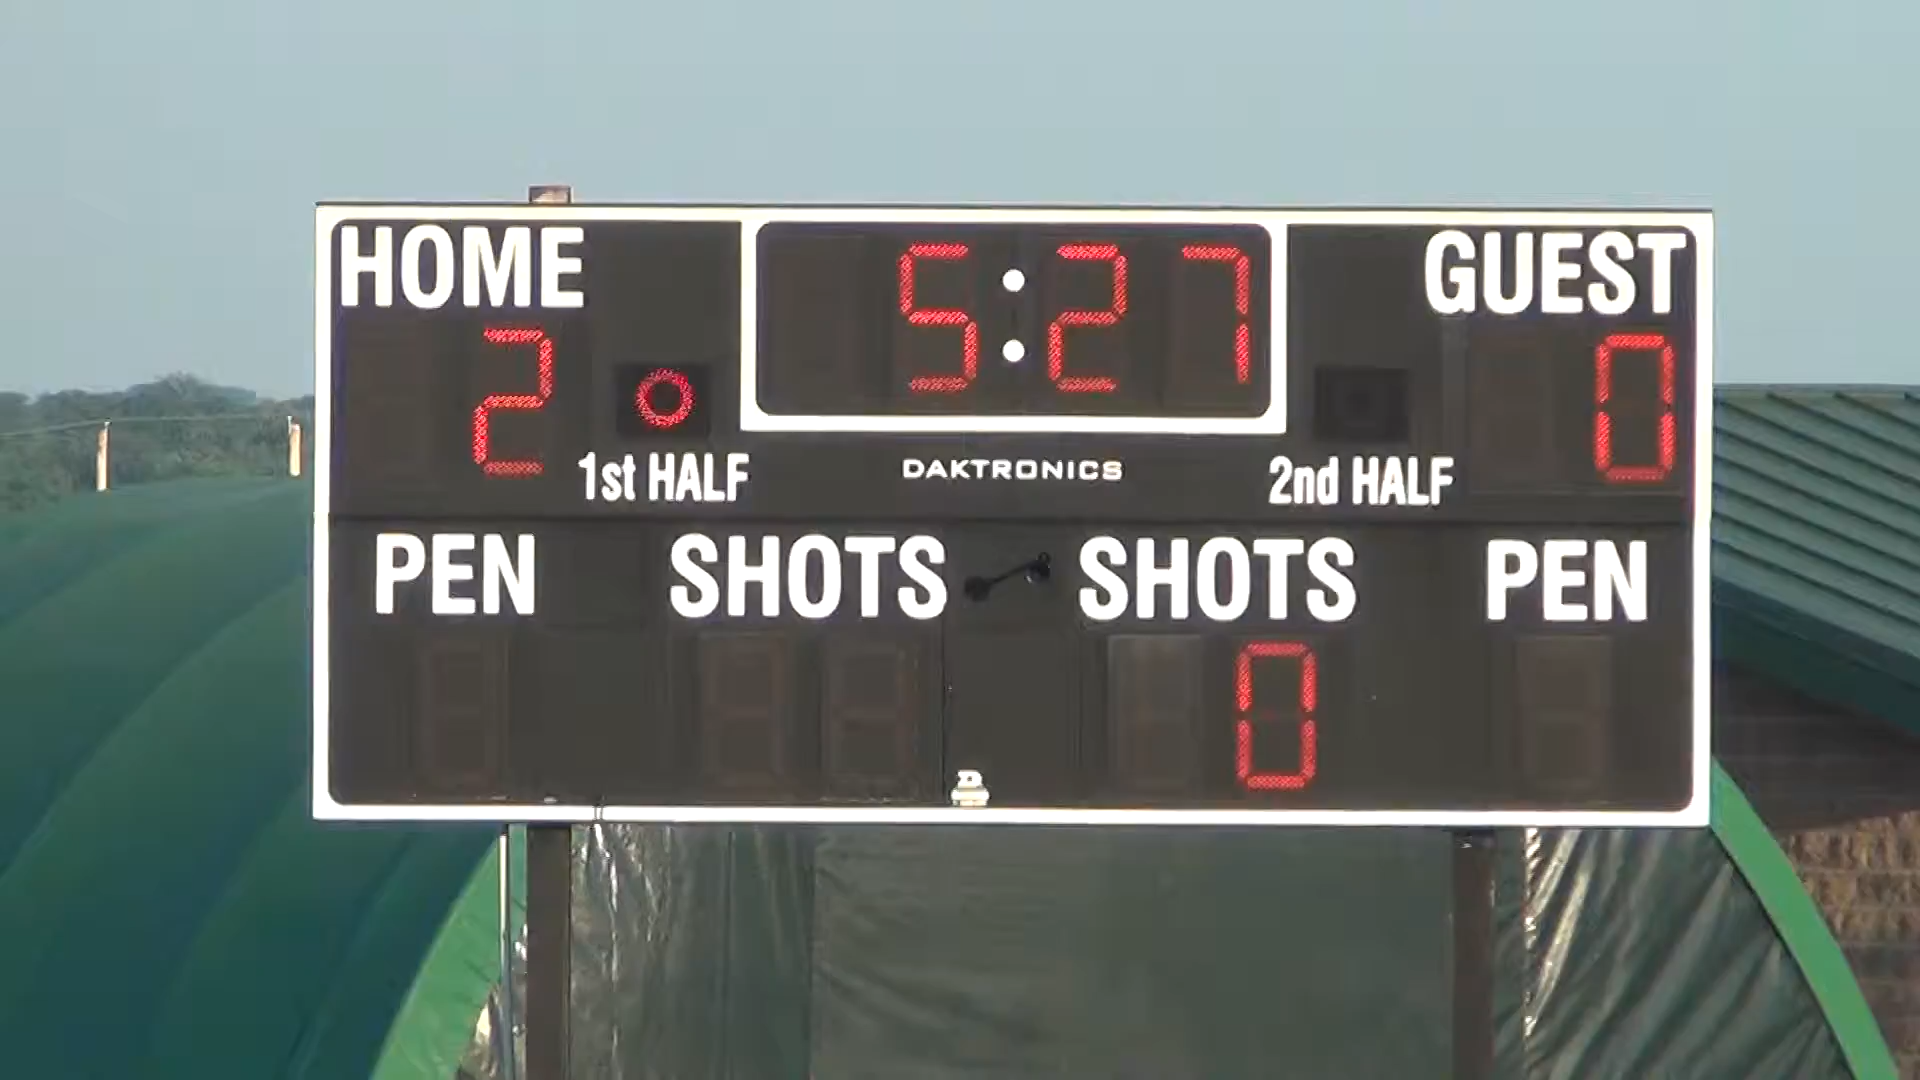 HOME 5:27 GUEST
2 0
1st HALF DAKTRONICS 2nd HALF
PEN SHOTS SHOTS PEN
0